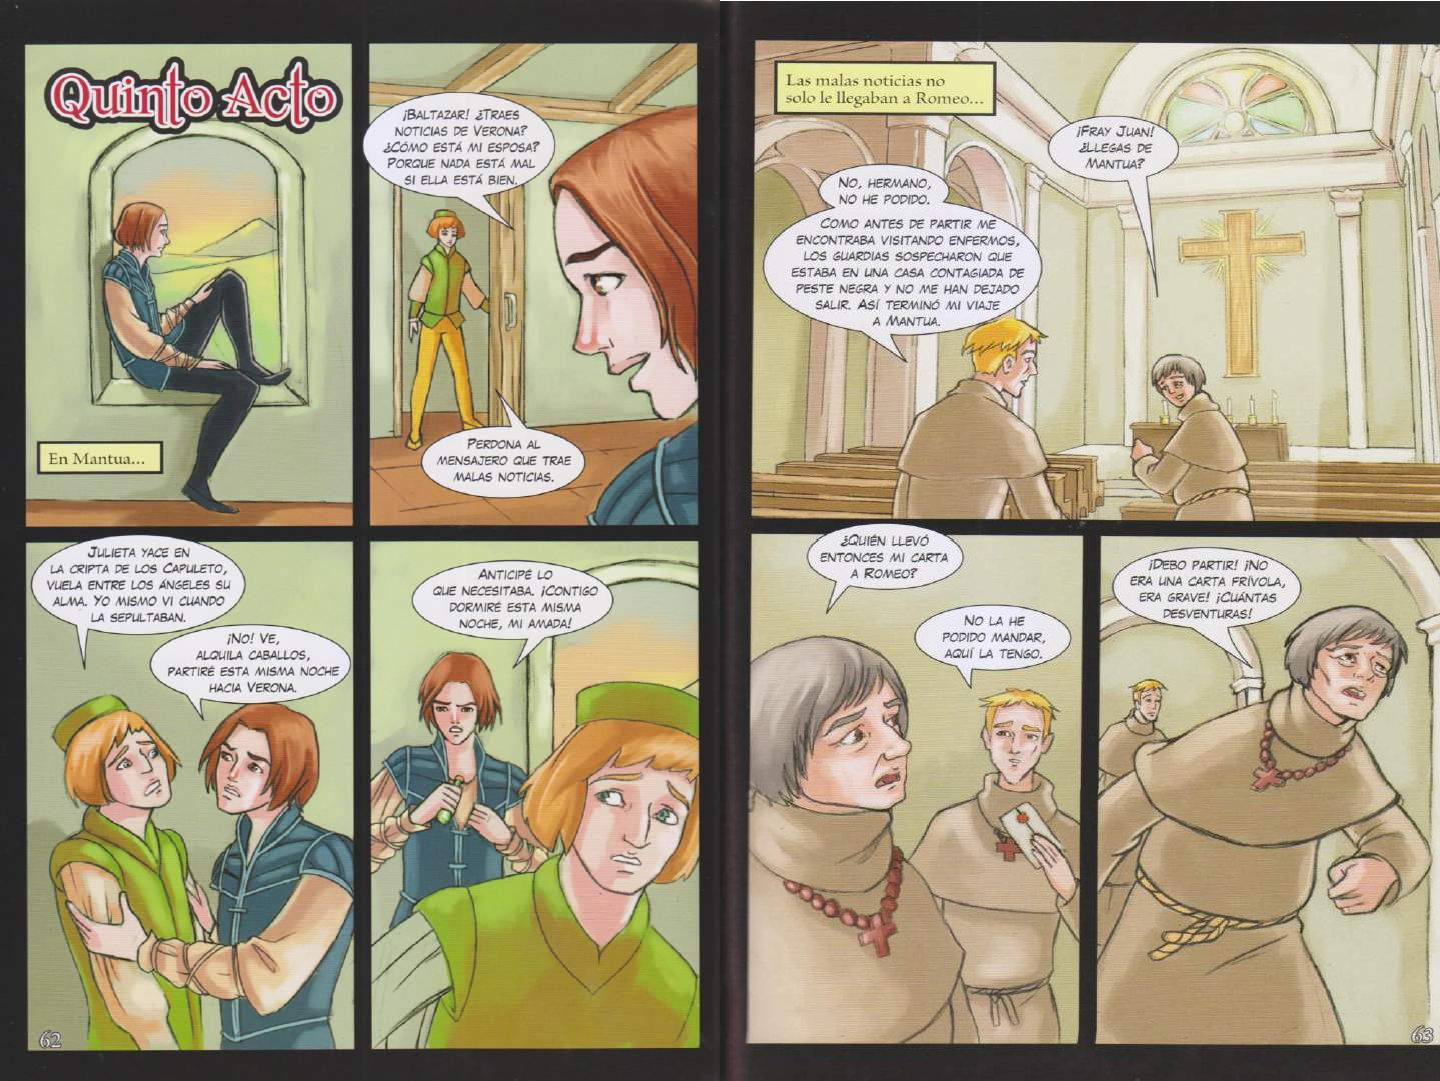 Quinto Acto
En Mantua...
¡BALTAZAR! ¿TRAES
NOTICIAS DE VERONA?
¿CÓMO ESTÁ MI ESPOSA?
PORQUE NADA ESTÁ MAL
SI ELLA ESTÁ BIEN.
PERDONA AL
MENSAJERO QUE TRAE
MALAS NOTICIAS.
JULIETA YACE EN
LA CRIPTA DE LOS CAPULETO,
VUELA ENTRE LOS ÁNGELES SU
ALMA. YO MISMO VI CUANDO
LA SEPULTABAN.
¡NO! VE,
ALQUILA CABALLOS,
PARTIRÉ ESTA MISMA NOCHE
HACIA VERONA.
ANTICIPÉ LO
QUE NECESITABA. ¡CONTIGO
DORMIRÉ ESTA MISMA
NOCHE, MI AMADA!
62
Las malas noticias no
solo le llegaban a Romeo...
¡FRAY JUAN!
¿LLEGAS DE
MANTUA?
NO, HERMANO,
NO HE PODIDO.
COMO ANTES DE PARTIR ME
ENCONTRABA VISITANDO ENFERMOS,
LOS GUARDIAS SOSPECHARON QUE
ESTABA EN UNA CASA CONTAGIADA DE
PESTE NEGRA Y NO ME HAN DEJADO
SALIR. ASÍ TERMINÓ MI VIAJE
A MANTUA.
¿QUIÉN LLEVÓ
ENTONCES MI CARTA
A ROMEO?
NO LA HE
PODIDO MANDAR,
AQUÍ LA TENGO.
¡DEBO PARTIR! ¡NO
ERA UNA CARTA FRÍVOLA,
ERA GRAVE! ¡CUÁNTAS
DESVENTURAS!
63